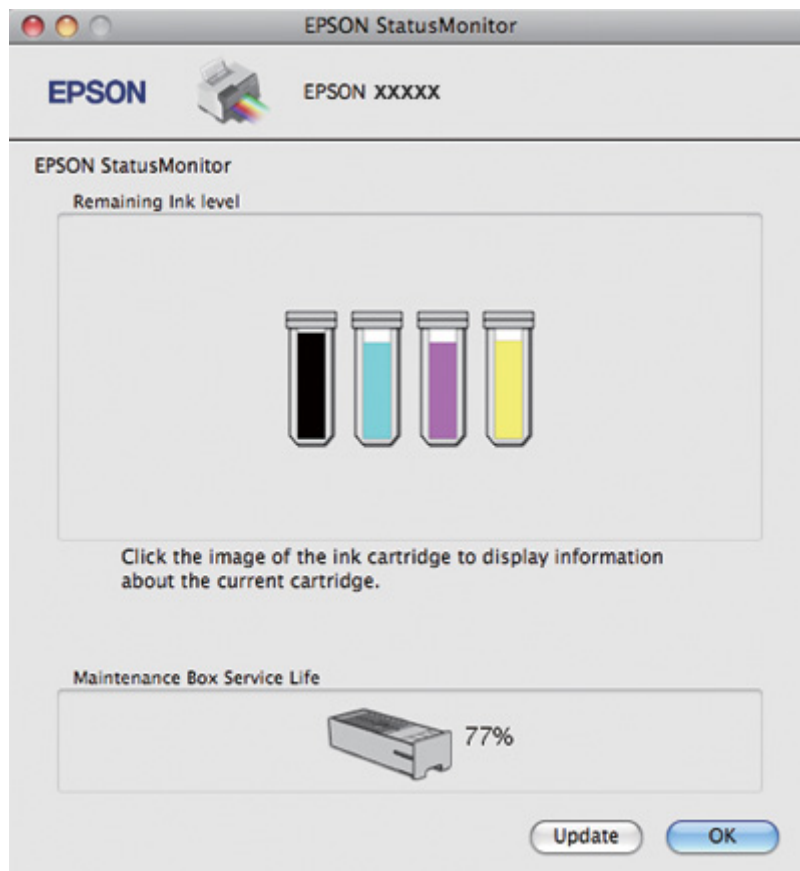 EPSON StatusMonitor
EPSON
EPSON XXXXX
EPSON StatusMonitor
Remaining Ink level
Click the image of the ink cartridge to display information
about the current cartridge.
Maintenance Box Service Life
77%
Update
OK